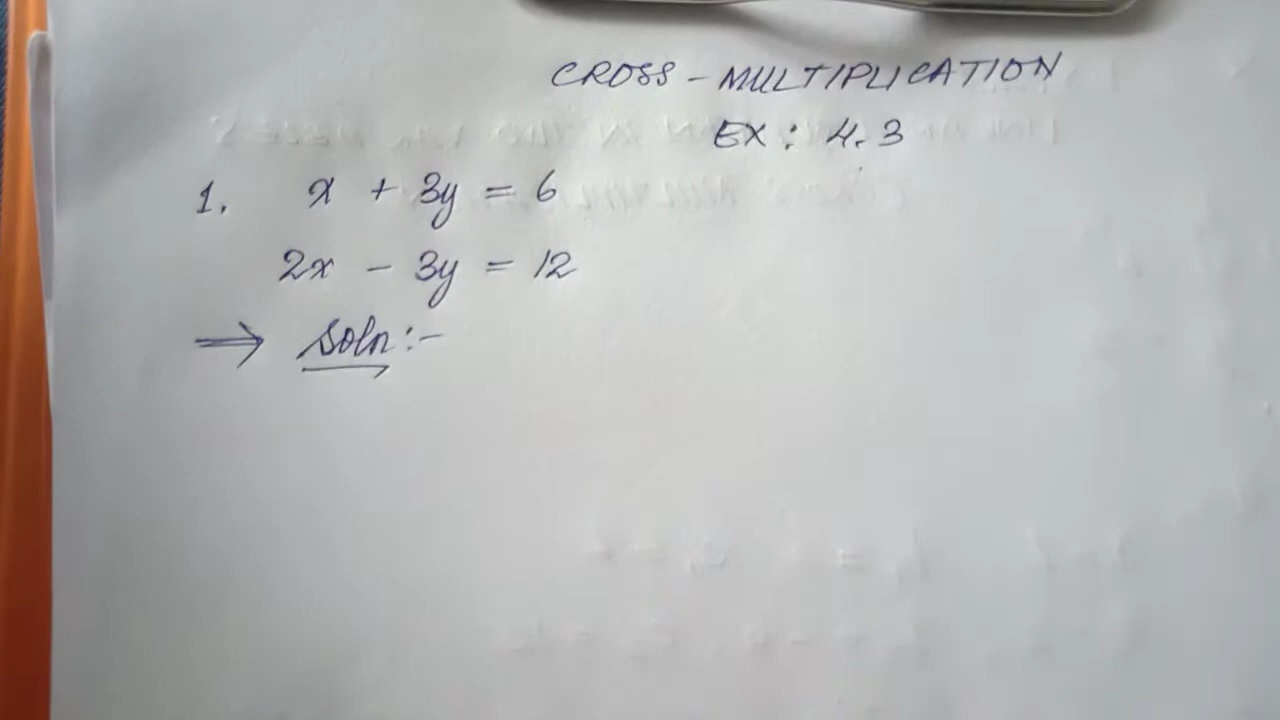 CROSS - MULTIPLICATION
EX : 4.3
1. x + 3y = 6
2x - 3y = 12
⇒ Soln :-